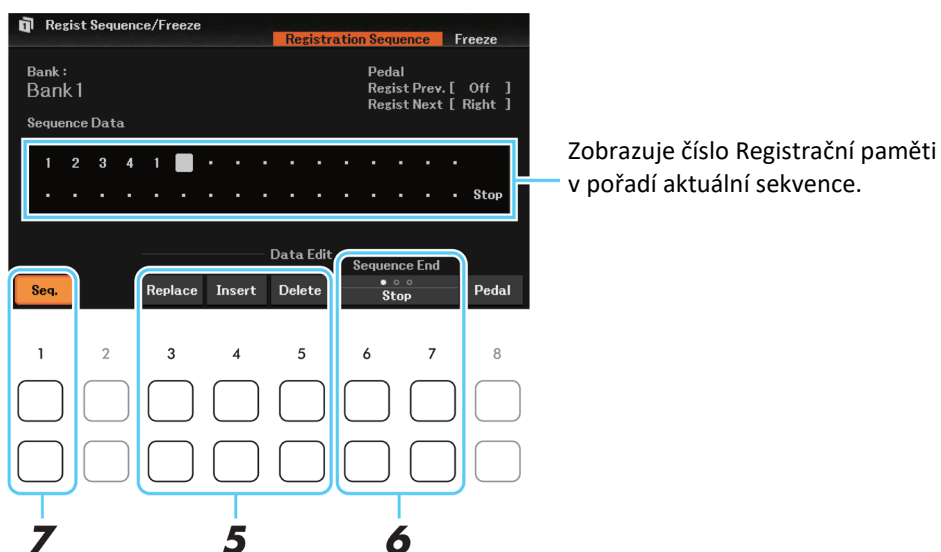 1 Regist Sequence/Freeze
Registration Sequence Freeze
Bank :
Bank1
Pedal
Regist Prev. [ Off ]
Regist Next [ Right ]
Sequence Data
1 2 3 4 1 · · · · · · · · · ·
· · · · · · · · · · · · · · · · Stop
Zobrazuje číslo Registrační paměti
v pořadí aktuální sekvence.
Data Edit
Sequence End
Seq. Replace Insert Delete Stop Pedal
1 2 3 4 5 6 7 8
7 5 6